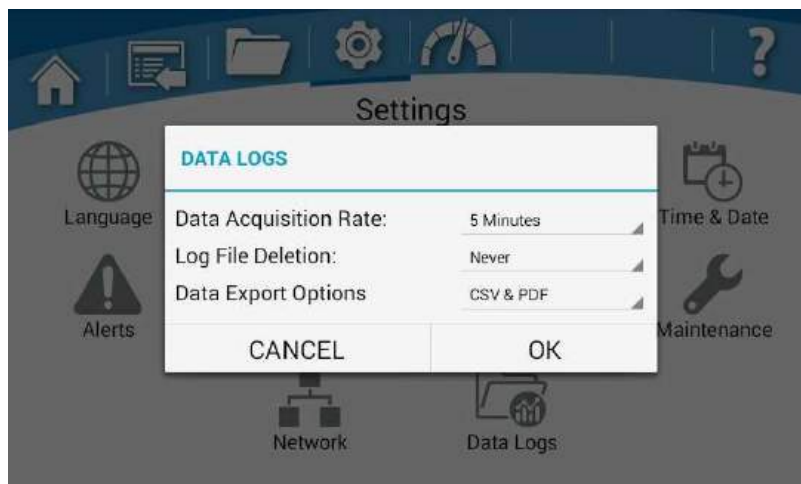 ?
Settings
DATA LOGS
Language
Data Acquisition Rate: 5 Minutes
Time & Date
Log File Deletion: Never
Data Export Options CSV & PDF
Alerts
CANCEL OK
Maintenance
Network Data Logs